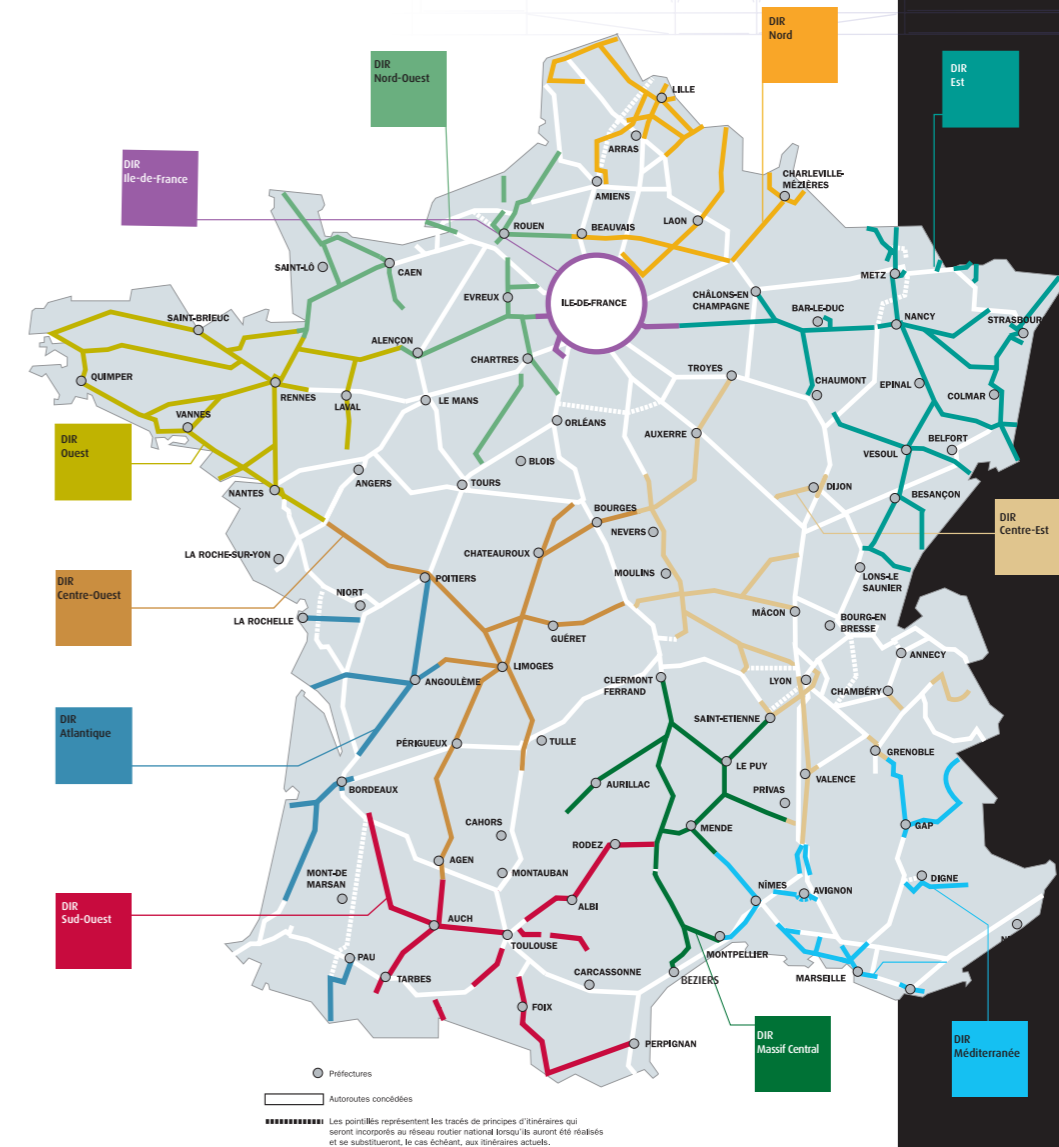 DIR
Nord
DIR
Nord-Ouest
DIR
Est
DIR
Ile-de-France
LILLE
ARRAS
CHARLEVILLE-
MÉZIÈRES
AMIENS
ROUEN
BEAUVAIS
LAON
SAINT-LÔ
CAEN
METZ
EVREUX
ILE-DE-FRANCE
CHÂLONS-EN
CHAMPAGNE
BAR-LE-DUC
NANCY
STRASBOUR
SAINT-BRIEUC
ALENÇON
CHARTRES
TROYES
CHAUMONT
EPINAL
COLMAR
QUIMPER
RENNES
LAVAL
LE MANS
VANNES
ORLÉANS
AUXERRE
BELFORT
VESOUL
DIR
Ouest
BLOIS
ANGERS
TOURS
DIJON
BESANÇON
NANTES
BOURGES
NEVERS
DIR
Centre-Est
LA ROCHE-SUR-YON
CHATEAUROUX
POITIERS
MOULINS
LONS-LE
SAUNIER
DIR
Centre-Ouest
NIORT
LA ROCHELLE
GUÉRET
MÂCON
BOURG-EN
BRESSE
ANNECY
LIMOGES
ANGOULÊME
CLERMONT
FERRAND
LYON
CHAMBÉRY
DIR
Atlantique
SAINT-ETIENNE
PÉRIGUEUX
TULLE
GRENOBLE
LE PUY
VALENCE
BORDEAUX
AURILLAC
PRIVAS
CAHORS
MENDE
GAP
RODEZ
AGEN
MONT-DE
MARSAN
MONTAUBAN
NÎMES
AVIGNON
DIGNE
DIR
Sud-Ouest
ALBI
AUCH
TOULOUSE
MONTPELLIER
PAU
TARBES
CARCASSONNE
BEZIERS
MARSEILLE
FOIX
PERPIGNAN
DIR
Massif Central
DIR
Méditerranée
Préfectures
Autoroutes concédées
Les pointillés représentent les tracés de principes d'itinéraires qui
seront incorporés au réseau routier national lorsqu'ils auront été réalisés
et se substitueront, le cas échéant, aux itinéraires actuels.